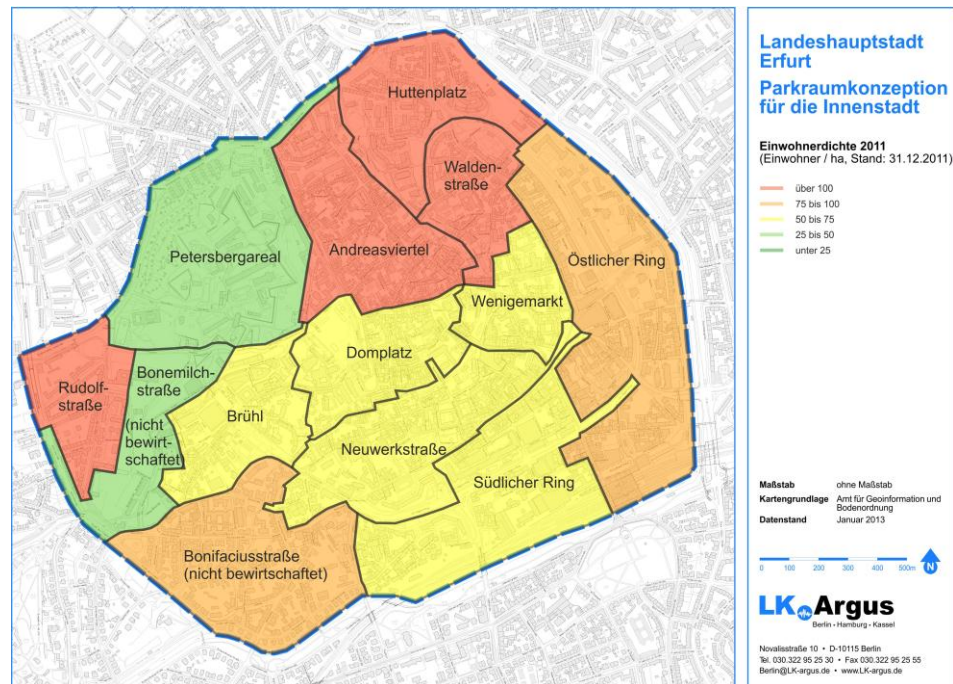 Huttenplatz
Walden-
straße
Petersbergareal
Andreasviertel
Östlicher Ring
Wenigemarkt
Domplatz
Rudolf-
straße
Bonemilch-
straße
(nicht
bewirt-
schaftet)
Brühl
Neuwerkstraße
Südlicher Ring
Bonifaciusstraße
(nicht bewirtschaftet)
Landeshauptstadt
Erfurt
Parkraumkonzeption
für die Innenstadt
Einwohnerdichte 2011
(Einwohner / ha, Stand: 31.12.2011)
über 100
75 bis 100
50 bis 75
25 bis 50
unter 25
Maßstab ohne Maßstab
Kartengrundlage Amt für Geoinformation und
Bodenordnung
Datenstand Januar 2013
0 100 200 300 400 500m N
LK Argus
Berlin • Hamburg • Kassel
Novalisstraße 10 • D-10115 Berlin
Tel. 030.322 95 25 30 • Fax 030.322 95 25 55
Berlin@LK-argus.de • www.LK-argus.de